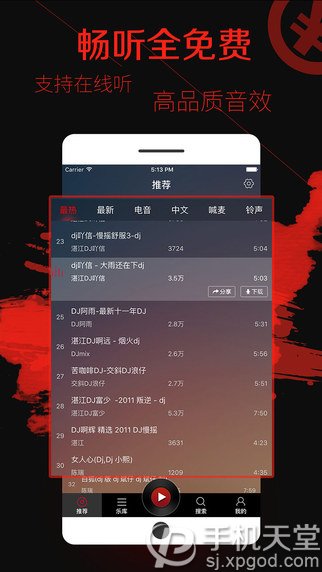 畅听全免费
支持在线听
高品质音效
Carrier
5:13 PM
推荐
最热 最新 电音 中文 喊麦 铃声
dj吖信-慢摇舒服3-dj
23 湛江DJ吖信 3724 5:04
dj吖信 - 大雨还在下dj
湛江DJ吖信 3.5万 5:03
分享 下载
DJ阿雨-最新十一年DJ
25 DJ阿雨 2.8万 5:31
湛江DJ啊远 - 烟火dj
26 DJmix 2.6万 5:56
苦咖啡DJ-交斜DJ浪仔
27 交斜DJ浪仔 2.2万 5:51
湛江DJ富少 -2011 叛逆 - dj
28 湛江DJ富少 5.3万 5:07
DJ啊辉 精选 2011 DJ慢摇
29 湛江 3631 4:23
女人心(Dj,Dj 小熙)
30 陈瑞 1209 4:35
陈瑞 7:59
推荐 乐库 搜索 我的
手机天堂
sj.xpgod.com